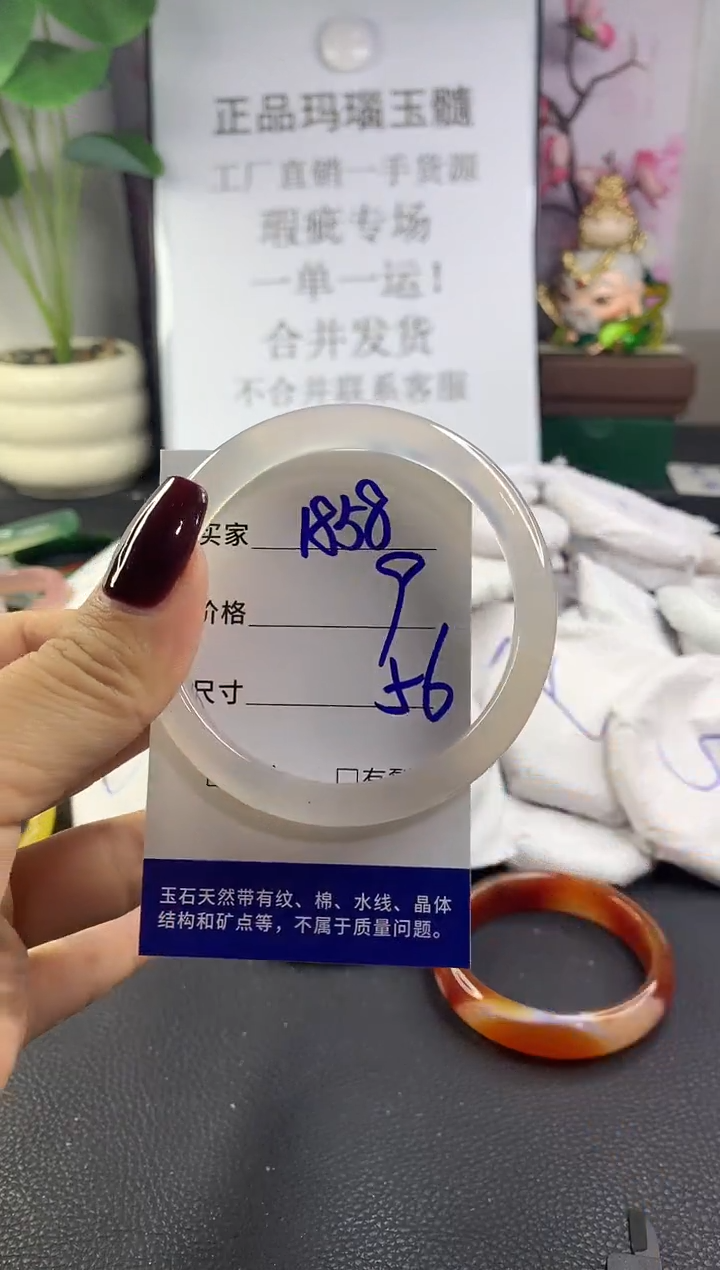 正品玛瑙玉髓
工厂直销一手货源
瑕疵专场
一单一运!
合并发货
不合并联系客服
买家 1858
价格 9
尺寸 56
□有裂
玉石天然带有纹、棉、水线、晶体
结构和矿点等，不属于质量问题。